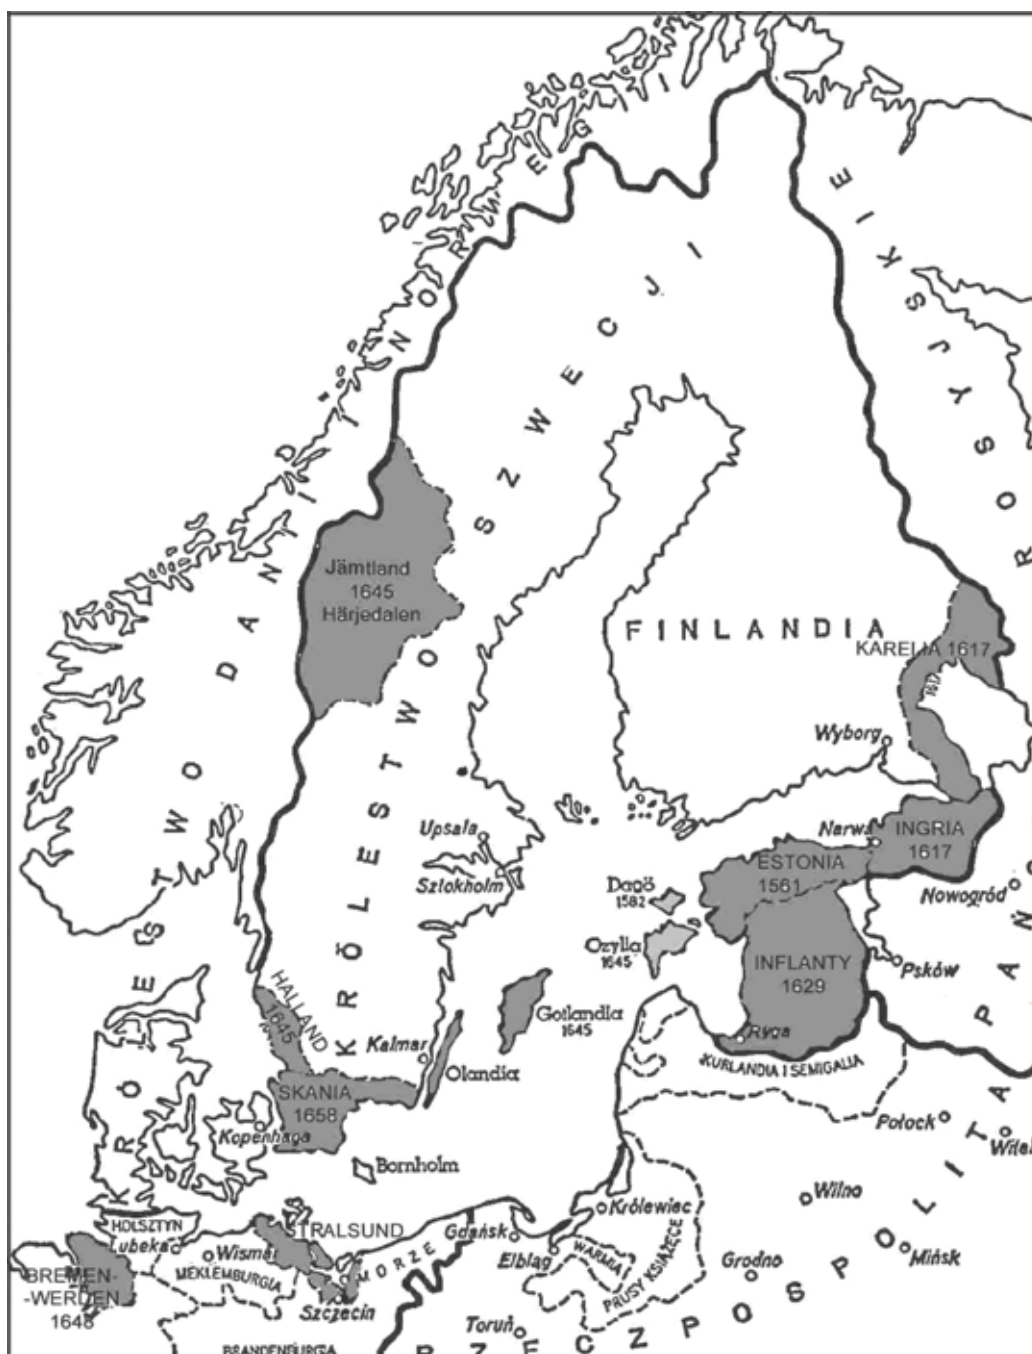 KRÓLESTWO DANII I NORWEGII
KRÓLESTWO SZWECJI
PAŃ ROSYJSKIE
Jämtland
1645
Härjedalen
FINLANDIA
KARELIA 1617
1617
Wyborg
Upsala
Sztokholm
Narwa
INGRIA
1617
ESTONIA
1561
Nowogród
Dagö
1582
Ozylia
1645
INFLANTY
1629
Psków
HALLAND
1645
Gotlandia
1645
Kalmar
Olandia
Ryga
KURLANDIA I SEMIGALIA
SKANIA
1658
Kopenhaga
Bornholm
Połock
Witeb
Wilno
Królewiec
HOLSZTYN
Lubeka
Wismar
STRALSUND
Gdańsk
Elbląg
WARMIA
PRUSY KSIĄŻĘCE
Grodno
Mińsk
BREMEN-
-WERDEN
1648
MEKLEMBURGIA
MORZE
Szczecin
Toruń
BRANDENBURGIA
RZECZPOSPOLITA